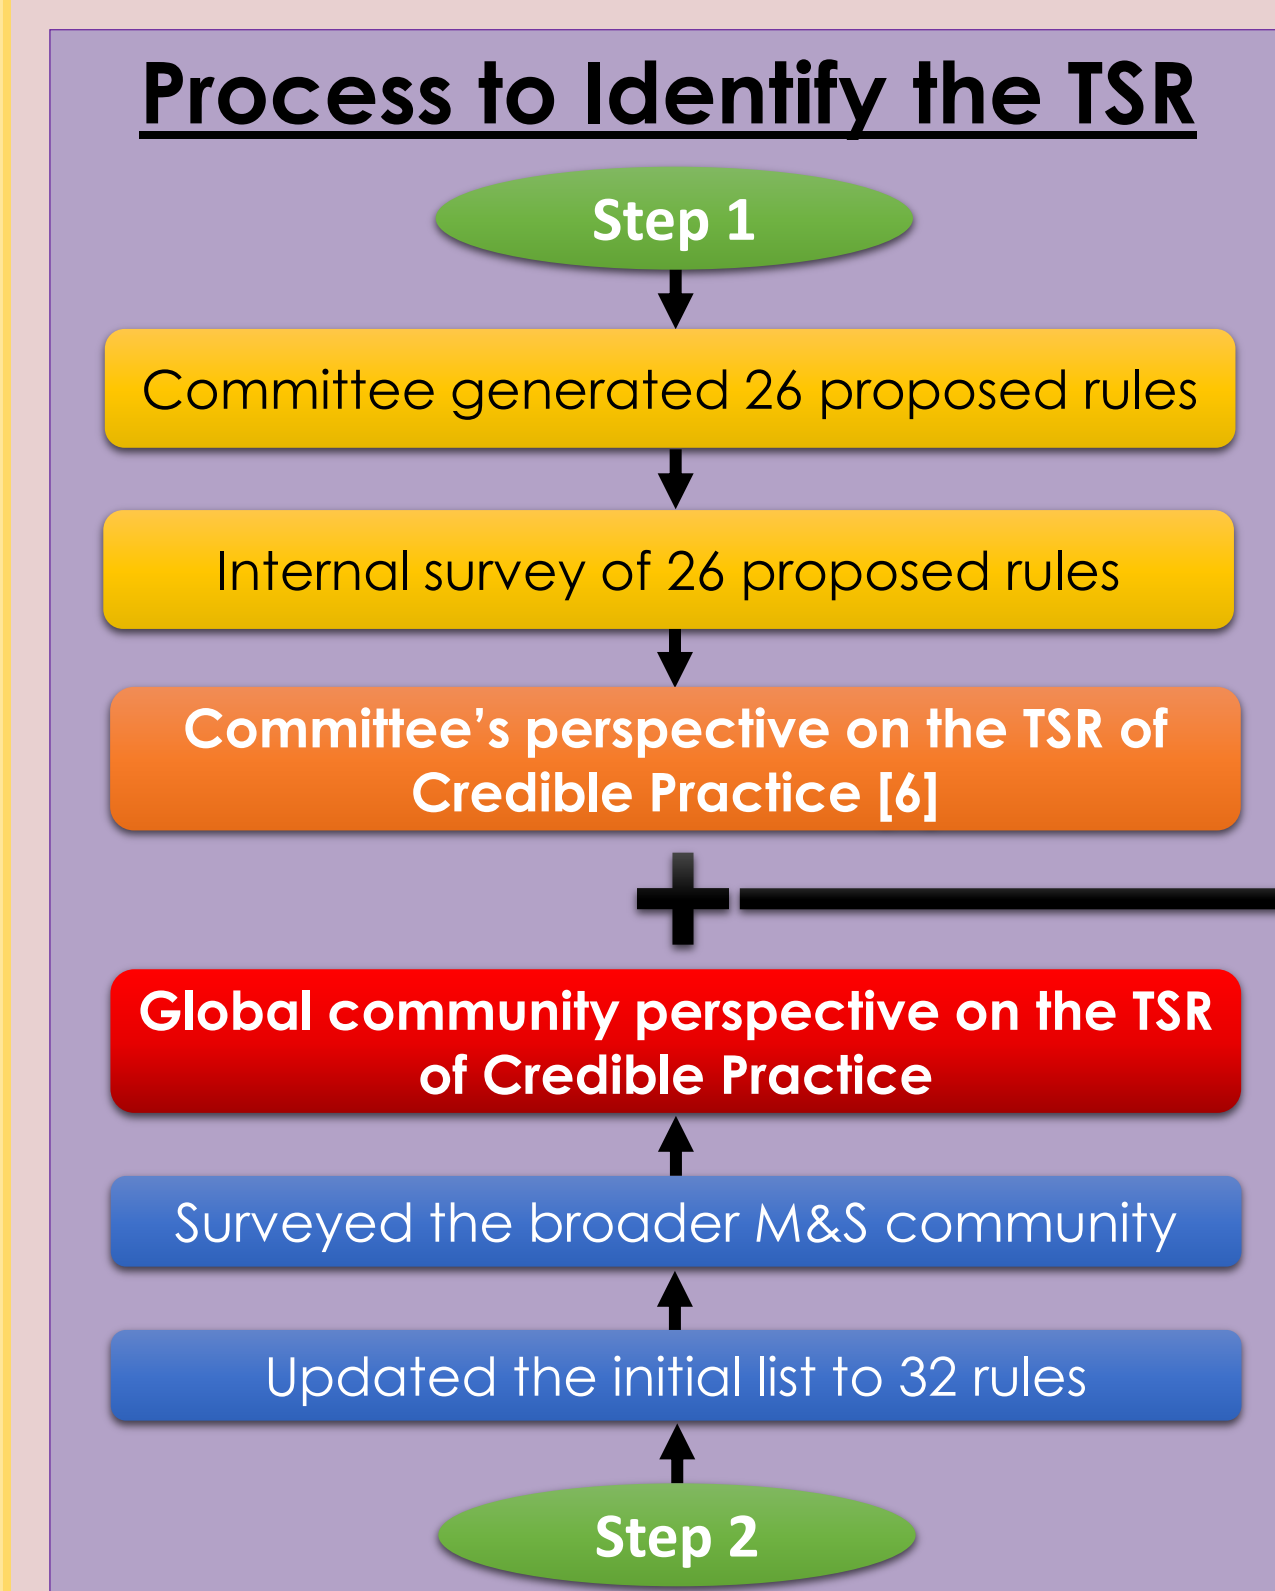 Process to Identify the TSR
Step 1
Committee generated 26 proposed rules
Internal survey of 26 proposed rules
Committee’s perspective on the TSR of
Credible Practice [6]
+
Global community perspective on the TSR
of Credible Practice
Surveyed the broader M&S community
Updated the initial list to 32 rules
Step 2